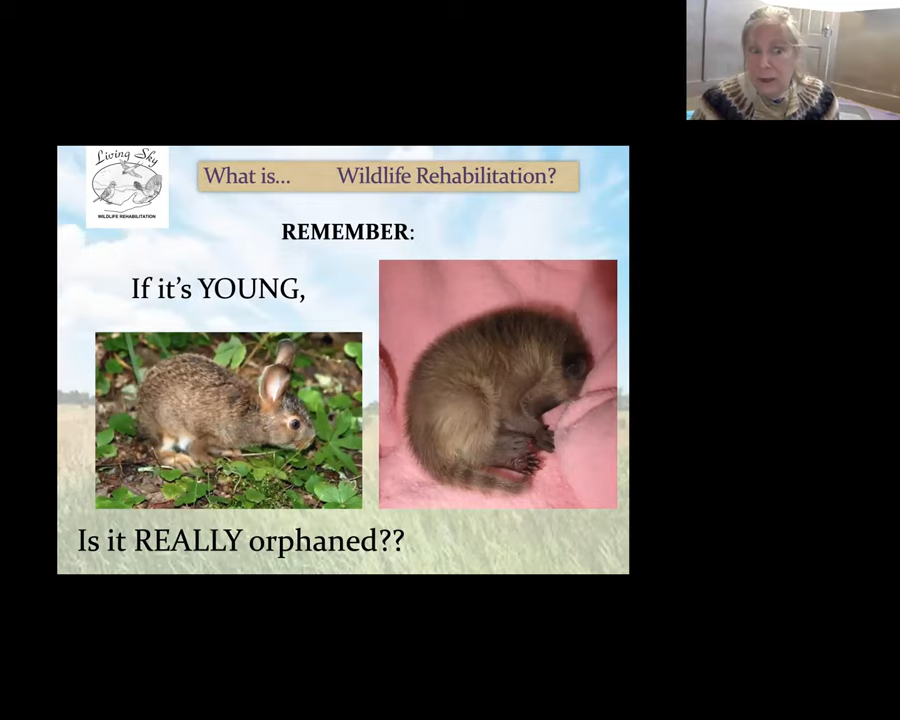 Living Sky
WILDLIFE REHABILITATION
What is... Wildlife Rehabilitation?
REMEMBER:
If it's YOUNG,
Is it REALLY orphaned??